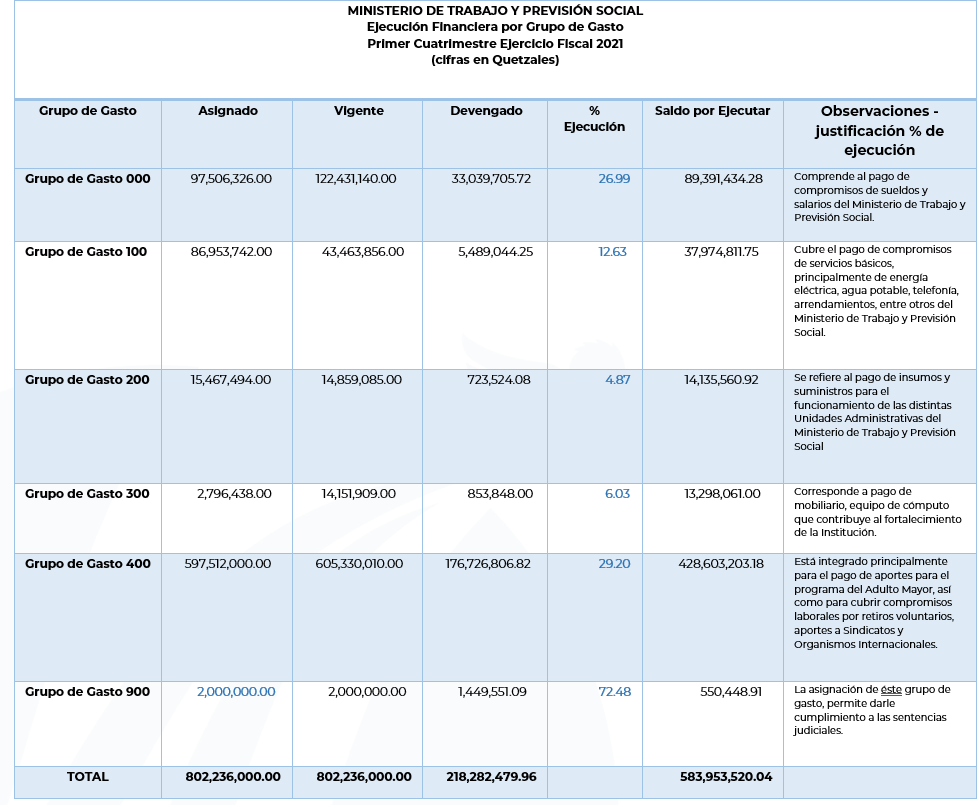 MINISTERIO DE TRABAJO Y PREVISIÓN SOCIAL
Ejecución Financiera por Grupo de Gasto
Primer Cuatrimestre Ejercicio Fiscal 2021
(cifras en Quetzales)
Grupo de Gasto Asignado Vigente Devengado % Ejecución Saldo por Ejecutar Observaciones - justificación % de ejecución
Grupo de Gasto 000 97,506,326.00 122,431,140.00 33,039,705.72 26.99 89,391,434.28 Comprende al pago de
compromisos de sueldos y
salarios del Ministerio de Trabajo y
Previsión Social.
Grupo de Gasto 100 86,953,742.00 43,463,856.00 5,489,044.25 12.63 37,974,811.75 Cubre el pago de compromisos
de servicios básicos,
principalmente de energía
eléctrica, agua potable, telefonía,
arrendamientos, entre otros del
Ministerio de Trabajo y Previsión
Social.
Grupo de Gasto 200 15,467,494.00 14,859,085.00 723,524.08 4.87 14,135,560.92 Se refiere al pago de insumos y
suministros para el
funcionamiento de las distintas
Unidades Administrativas del
Ministerio de Trabajo y Previsión
Social
Grupo de Gasto 300 2,796,438.00 14,151,909.00 853,848.00 6.03 13,298,061.00 Corresponde a pago de
mobiliario, equipo de cómputo
que contribuye al fortalecimiento
de la Institución.
Grupo de Gasto 400 597,512,000.00 605,330,010.00 176,726,806.82 29.20 428,603,203.18 Está integrado principalmente
para el pago de aportes para el
programa del Adulto Mayor, así
como para cubrir compromisos
laborales por retiros voluntarios,
aportes a Sindicatos y
Organismos Internacionales.
Grupo de Gasto 900 2,000,000.00 2,000,000.00 1,449,551.09 72.48 550,448.91 La asignación de éste grupo de
gasto, permite darle
cumplimiento a las sentencias
judiciales.
TOTAL 802,236,000.00 802,236,000.00 218,282,479.96 583,953,520.04